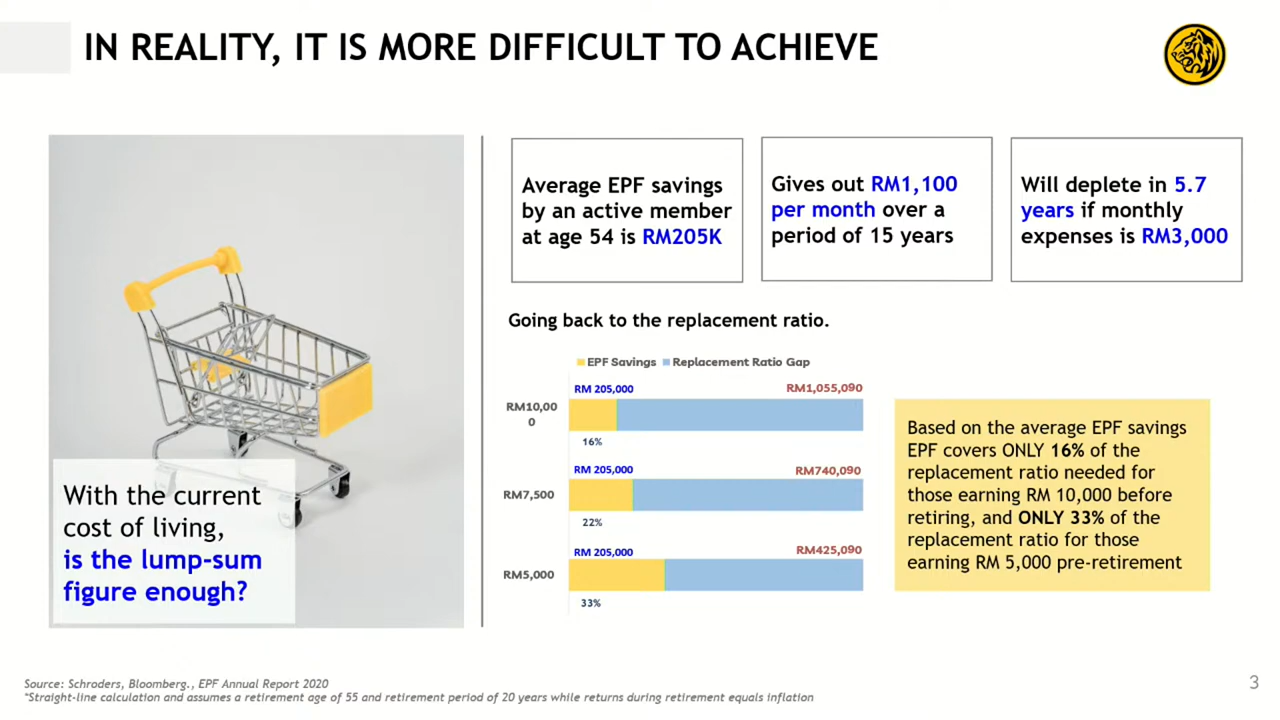 IN REALITY, IT IS MORE DIFFICULT TO ACHIEVE
With the current
cost of living,
is the lump-sum
figure enough?
Average EPF savings
by an active member
at age 54 is RM205K
Gives out RM1,100
per month over a
period of 15 years
Will deplete in 5.7
years if monthly
expenses is RM3,000
Going back to the replacement ratio.
EPF Savings Replacement Ratio Gap
RM 205,000 RM1,055,090
RM10,00
0
16%
RM 205,000 RM740,090
RM7,500
22%
RM 205,000 RM425,090
RM5,000
33%
Based on the average EPF savings
EPF covers ONLY 16% of the
replacement ratio needed for
those earning RM 10,000 before
retiring, and ONLY 33% of the
replacement ratio for those
earning RM 5,000 pre-retirement
Source: Schroders, Bloomberg., EPF Annual Report 2020
*Straight-line calculation and assumes a retirement age of 55 and retirement period of 20 years while returns during retirement equals inflation
3